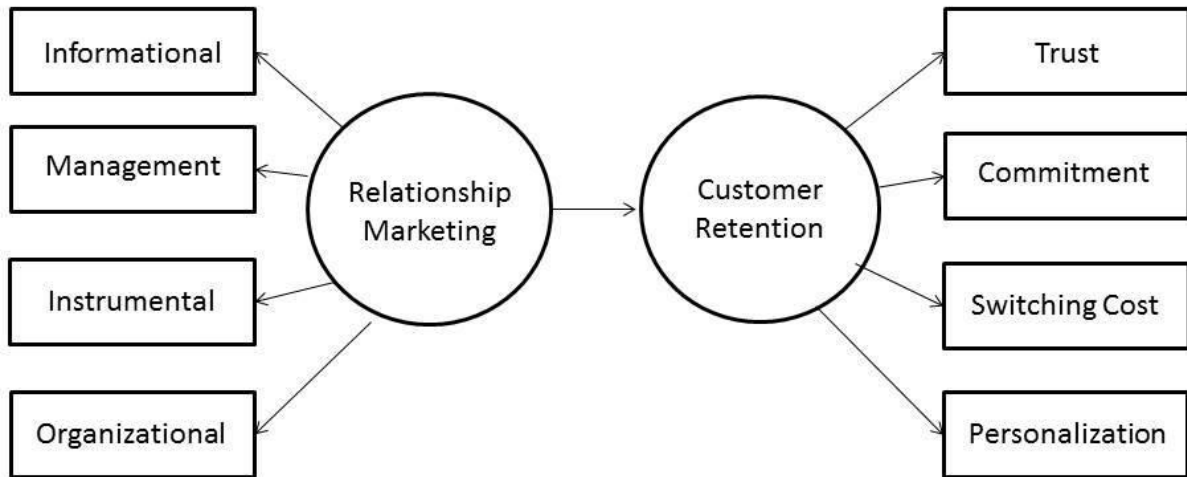 Informational
Management
Instrumental
Organizational
Relationship
Marketing
Customer
Retention
Trust
Commitment
Switching Cost
Personalization